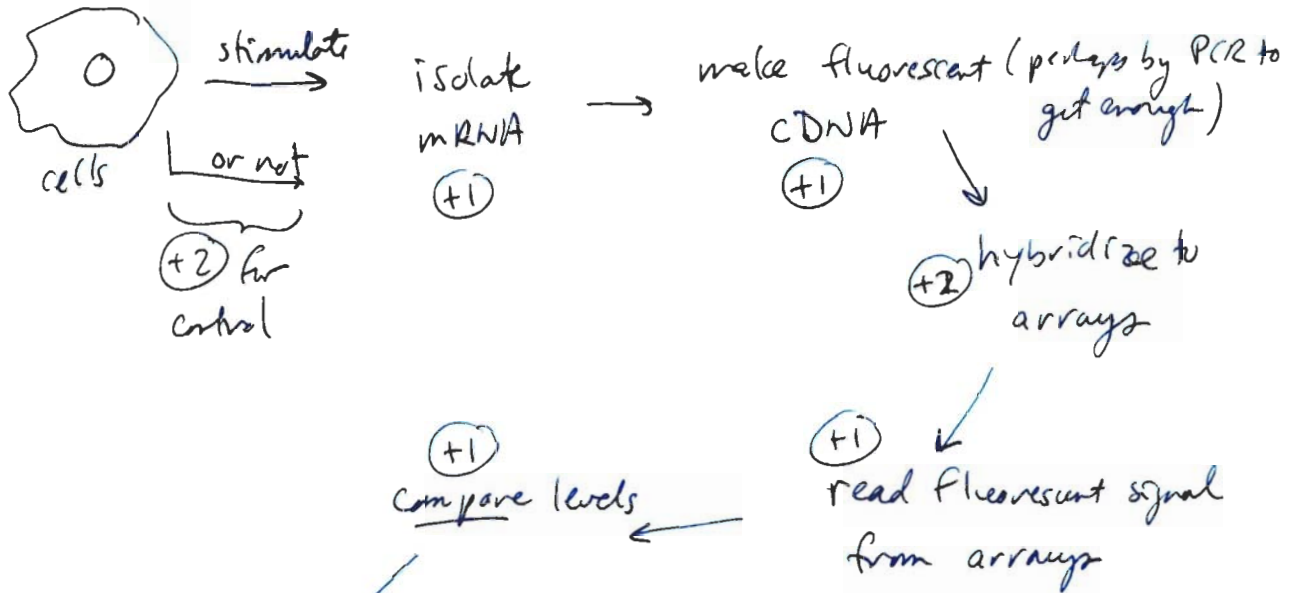 stimulate
isolate
mRNA
+1
make fluorescent (perhaps by PCR to
get enough)
cDNA
+1
cells
or not
+2 for
control
+2 hybridize to
arrays
+1
read fluorescent signal
from arrays
+1
compare levels